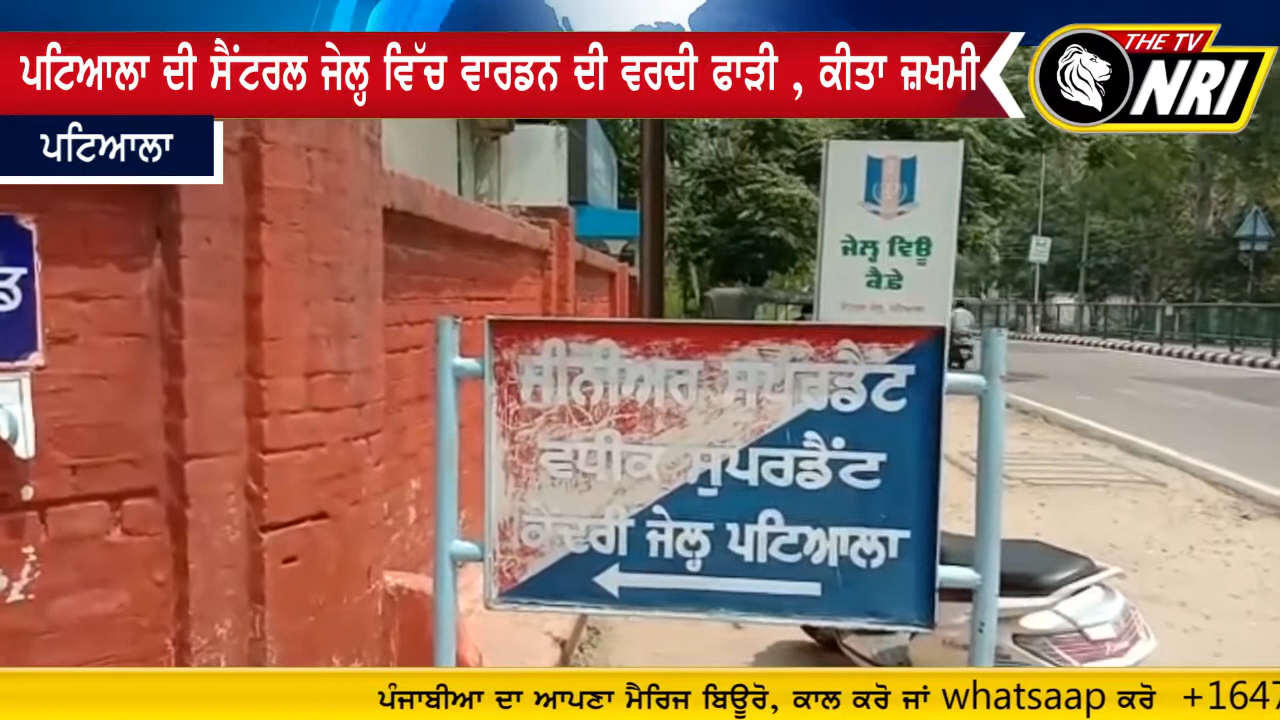 ਪਟਿਆਲਾ ਦੀ ਸੈਂਟਰਲ ਜੇਲ੍ਹ ਵਿੱਚ ਵਾਰਡਨ ਦੀ ਵਰਦੀ ਫਾੜੀ , ਕੀਤਾ ਜ਼ਖਮੀ
THE TV
NRI
ਪਟਿਆਲਾ
ਜੇਲ੍ਹ ਵਿਊ
ਕੈਫੇ
ਡ
ਸੀਨੀਅਰ ਸੁਪਰਡੈਂਟ
ਵਧੀਕ ਸੁਪਰਡੈਂਟ
ਕੇਂਦਰੀ ਜੇਲ੍ਹ ਪਟਿਆਲਾ
ਪੰਜਾਬੀਆ ਦਾ ਆਪਣਾ ਮੈਰਿਜ ਬਿਊਰੋ, ਕਾਲ ਕਰੋ ਜਾਂ whatsaap ਕਰੋ +1647